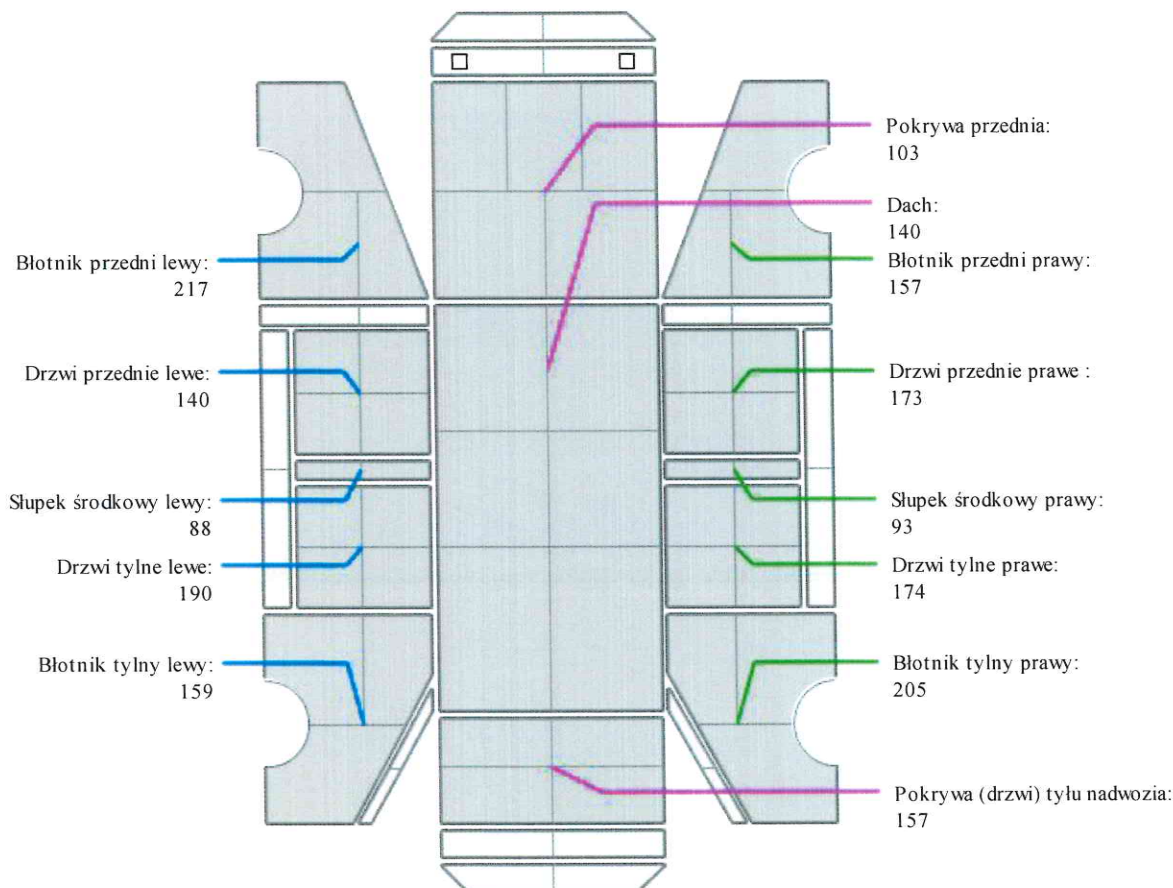 Pokrywa przednia:
103
Dach:
140
Błotnik przedni lewy:
217
Błotnik przedni prawy:
157
Drzwi przednie lewe:
140
Drzwi przednie prawe :
173
Słupek środkowy lewy:
88
Słupek środkowy prawy:
93
Drzwi tylne lewe:
190
Drzwi tylne prawe:
174
Błotnik tylny lewy:
159
Błotnik tylny prawy:
205
Pokrywa (drzwi) tyłu nadwozia:
157